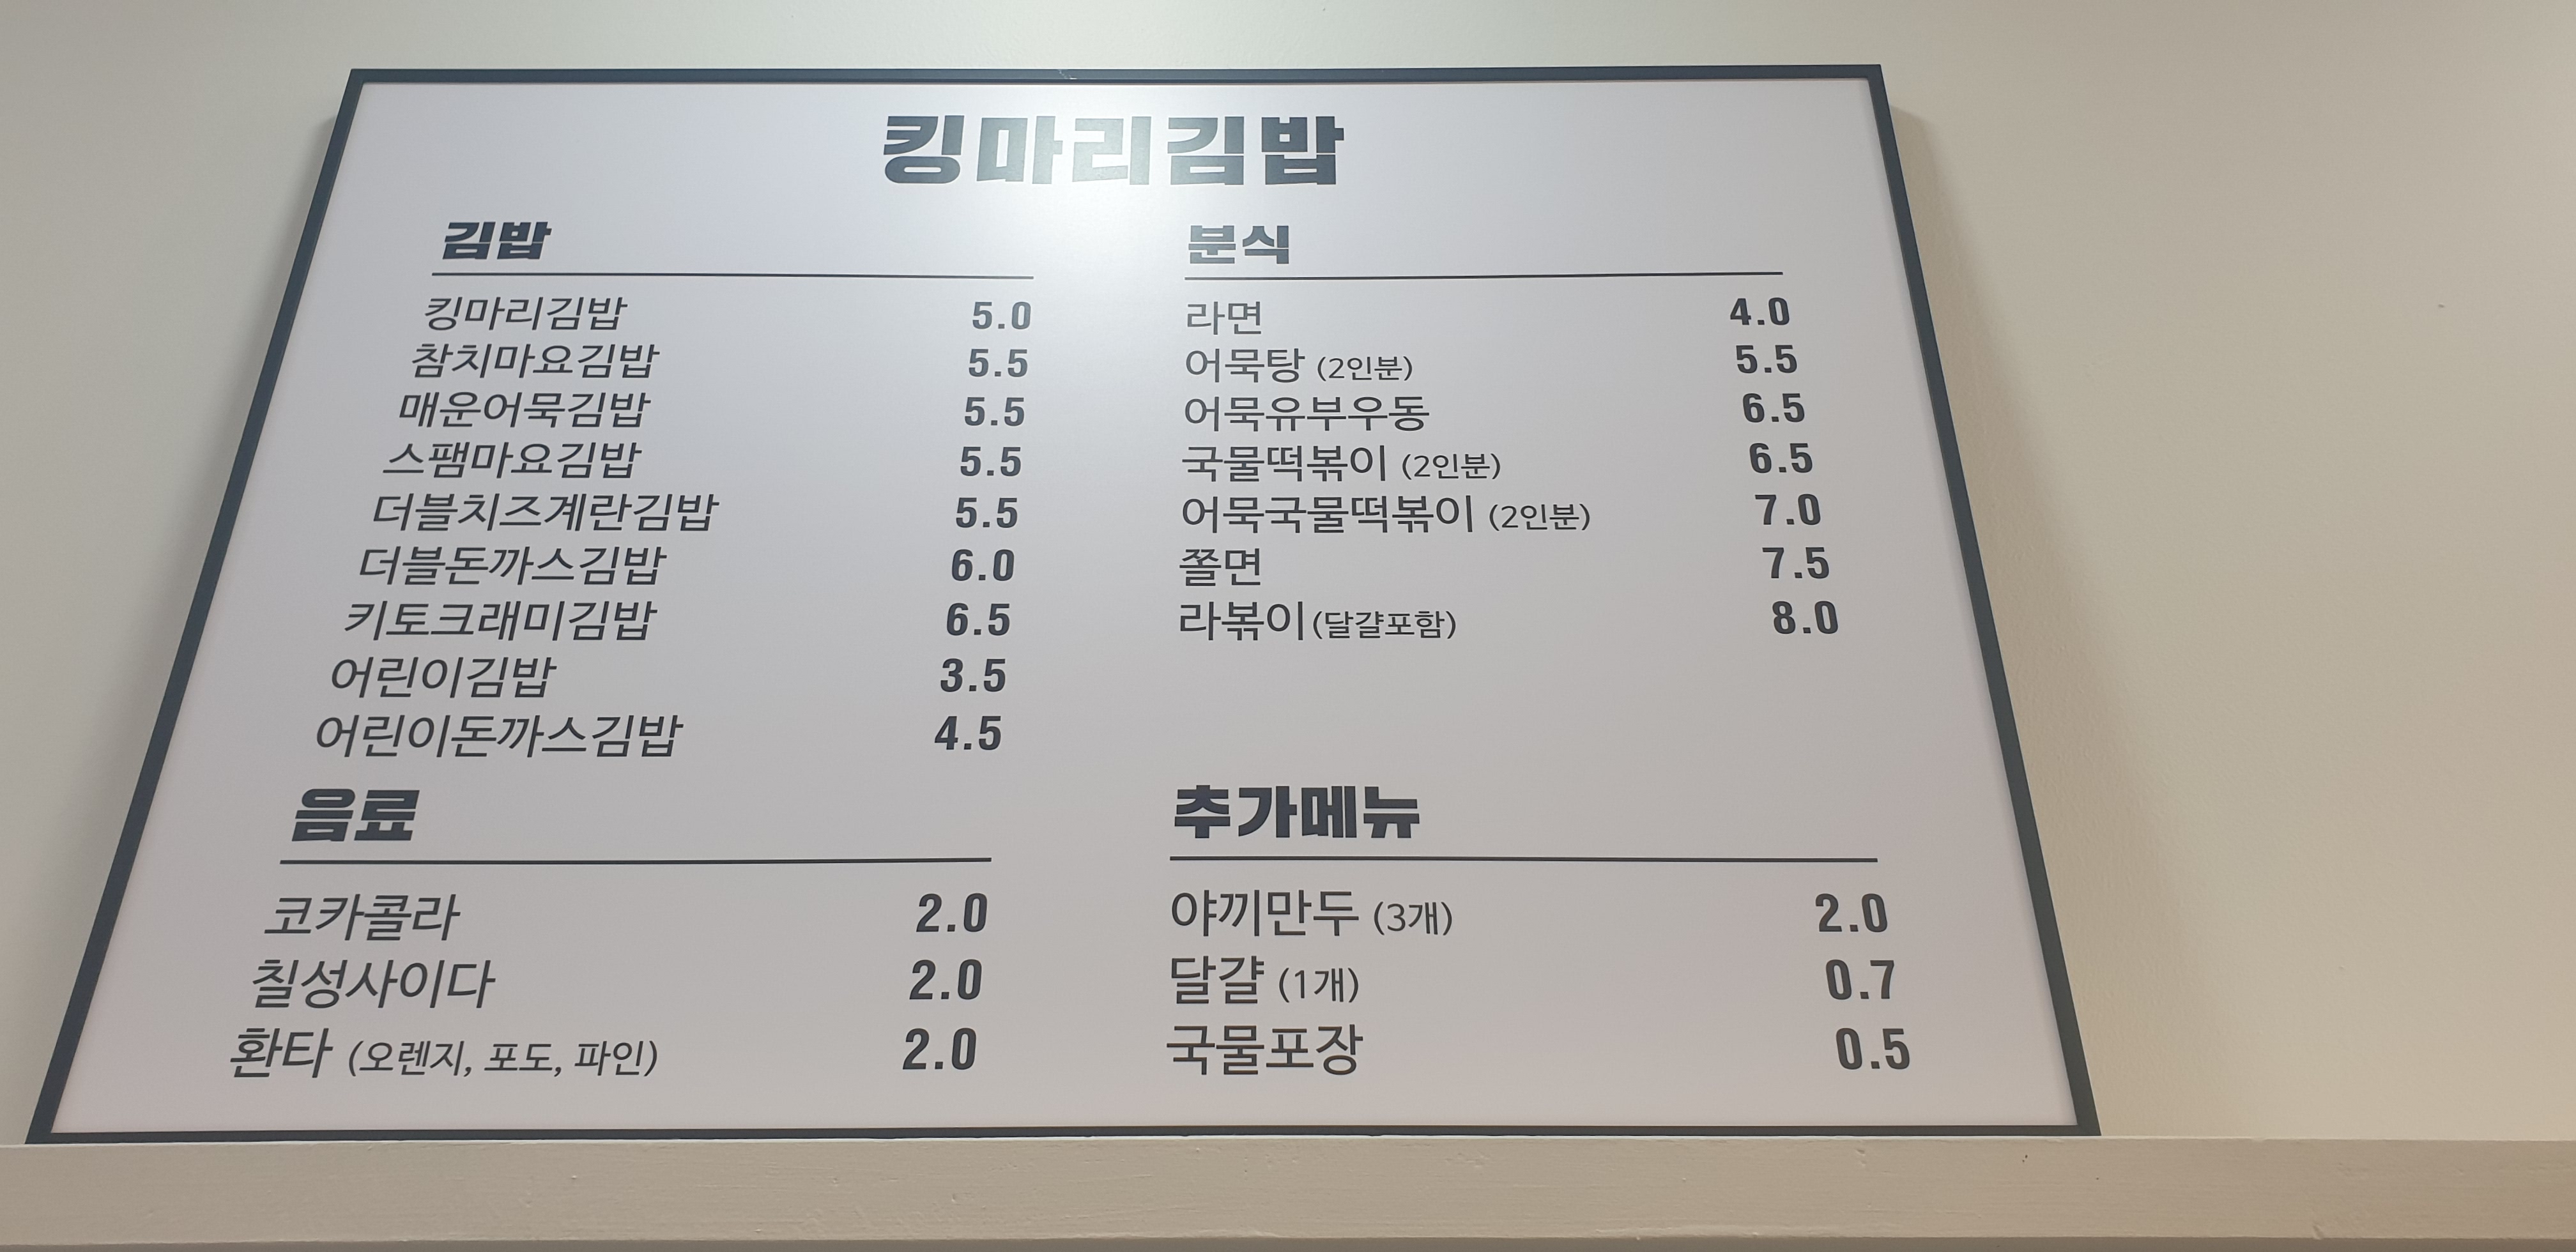 킹마리김밥
김밥
킹마리김밥 5.0
참치마요김밥 5.5
매운어묵김밥 5.5
스팸마요김밥 5.5
더블치즈계란김밥 5.5
더블돈까스김밥 6.0
키토크래미김밥 6.5
어린이김밥 3.5
어린이돈까스김밥 4.5
분식
라면 4.0
어묵탕 (2인분) 5.5
어묵유부우동 6.5
국물떡볶이 (2인분) 6.5
어묵국물떡볶이 (2인분) 7.0
쫄면 7.5
라볶이(달걀포함) 8.0
음료
코카콜라 2.0
칠성사이다 2.0
환타 (오렌지, 포도, 파인) 2.0
추가메뉴
야끼만두 (3개) 2.0
달걀 (1개) 0.7
국물포장 0.5